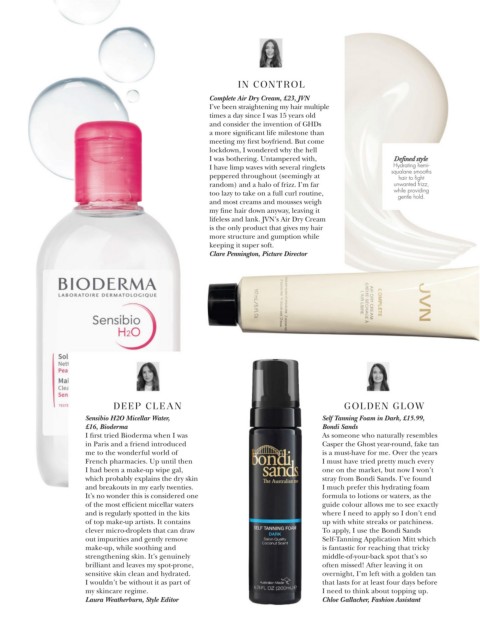 IN CONTROL
Complete Air Dry Cream, £23, JVN
I've been straightening my hair multiple
times a day since I was 15 years old
and consider the invention of GHDs
a more significant life milestone than
meeting my first boyfriend. But come
lockdown, I wondered why the hell
I was bothering. Untampered with,
I have limp waves with several ringlets
peppered throughout (seemingly at
random) and a halo of frizz. I'm far
too lazy to take on a full curl routine,
and most creams and mousses weigh
my fine hair down anyway, leaving it
lifeless and lank. JVN's Air Dry Cream
is the only product that gives my hair
more structure and gumption while
keeping it super soft.
Clare Pennington, Picture Director
Defined style
Hydrating hemi-
squalane smooths
hair to fight
unwanted frizz,
while providing
gentle hold.
BIODERMA
LABORATOIRE DERMATOLOGIQUE
Sensibio
H2O
JVN
COMPLETE
DEEP CLEAN
Sensibio H2O Micellar Water,
£16, Bioderma
I first tried Bioderma when I was
in Paris and a friend introduced
me to the wonderful world of
French pharmacies. Up until then
I had been a make-up wipe gal,
which probably explains the dry skin
and breakouts in my early twenties.
It's no wonder this is considered one
of the most efficient micellar waters
and is regularly spotted in the kits
of top make-up artists. It contains
clever micro-droplets that can draw
out impurities and gently remove
make-up, while soothing and
strengthening skin. It's genuinely
brilliant and leaves my spot-prone,
sensitive skin clean and hydrated.
I wouldn't be without it as part of
my skincare regime.
Laura Weatherburn, Style Editor
bondi
sands
The Australian
SELF TANNING FOAM
DARK
GOLDEN GLOW
Self Tanning Foam in Dark, £15.99,
Bondi Sands
As someone who naturally resembles
Casper the Ghost year-round, fake tan
is a must-have for me. Over the years
I must have tried pretty much every
one on the market, but now I won't
stray from Bondi Sands. I've found
I much prefer this hydrating foam
formula to lotions or waters, as the
guide colour allows me to see exactly
where I need to apply so I don't end
up with white streaks or patchiness.
To apply, I use the Bondi Sands
Self-Tanning Application Mitt which
is fantastic for reaching that tricky
middle-of-your-back spot that's so
often missed! After leaving it on
overnight, I'm left with a golden tan
that lasts for at least four days before
I need to think about topping up.
Chloe Gallacher, Fashion Assistant